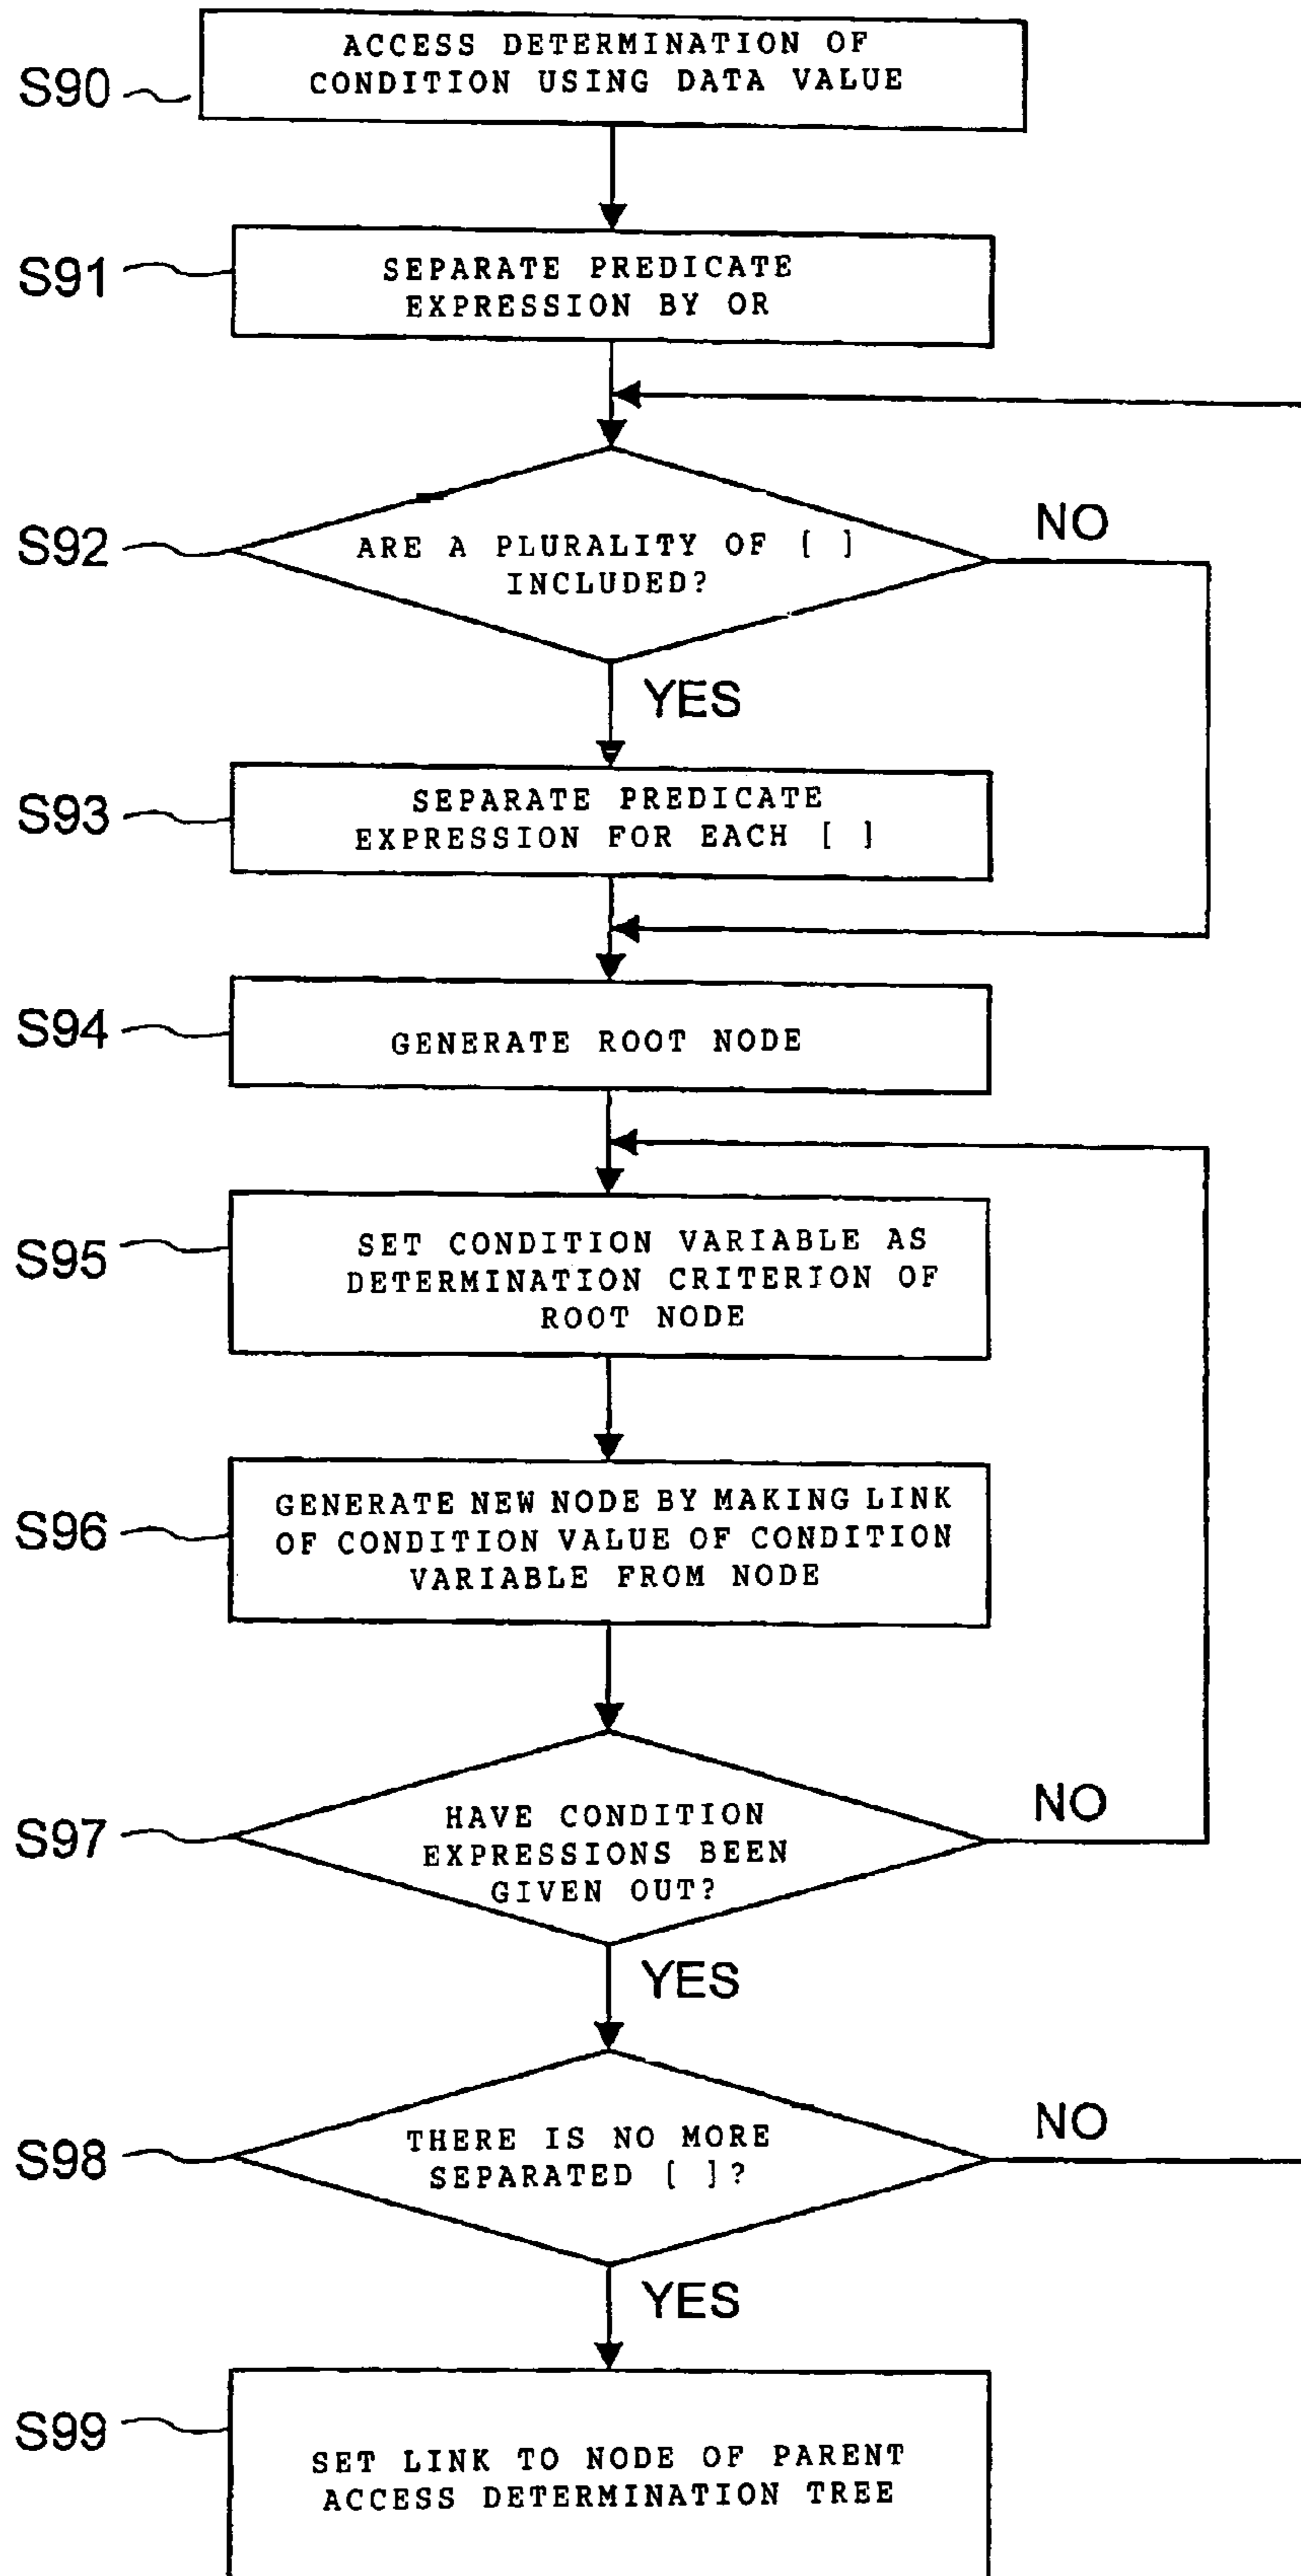 S90
ACCESS DETERMINATION OF
CONDITION USING DATA VALUE
S91
SEPARATE PREDICATE
EXPRESSION BY OR
S92
ARE A PLURALITY OF [ ]
INCLUDED?
NO
YES
S93
SEPARATE PREDICATE
EXPRESSION FOR EACH [ ]
S94
GENERATE ROOT NODE
S95
SET CONDITION VARIABLE AS
DETERMINATION CRITERION OF
ROOT NODE
S96
GENERATE NEW NODE BY MAKING LINK
OF CONDITION VALUE OF CONDITION
VARIABLE FROM NODE
S97
HAVE CONDITION
EXPRESSIONS BEEN
GIVEN OUT?
NO
YES
S98
THERE IS NO MORE
SEPARATED [ ]?
NO
YES
S99
SET LINK TO NODE OF PARENT
ACCESS DETERMINATION TREE